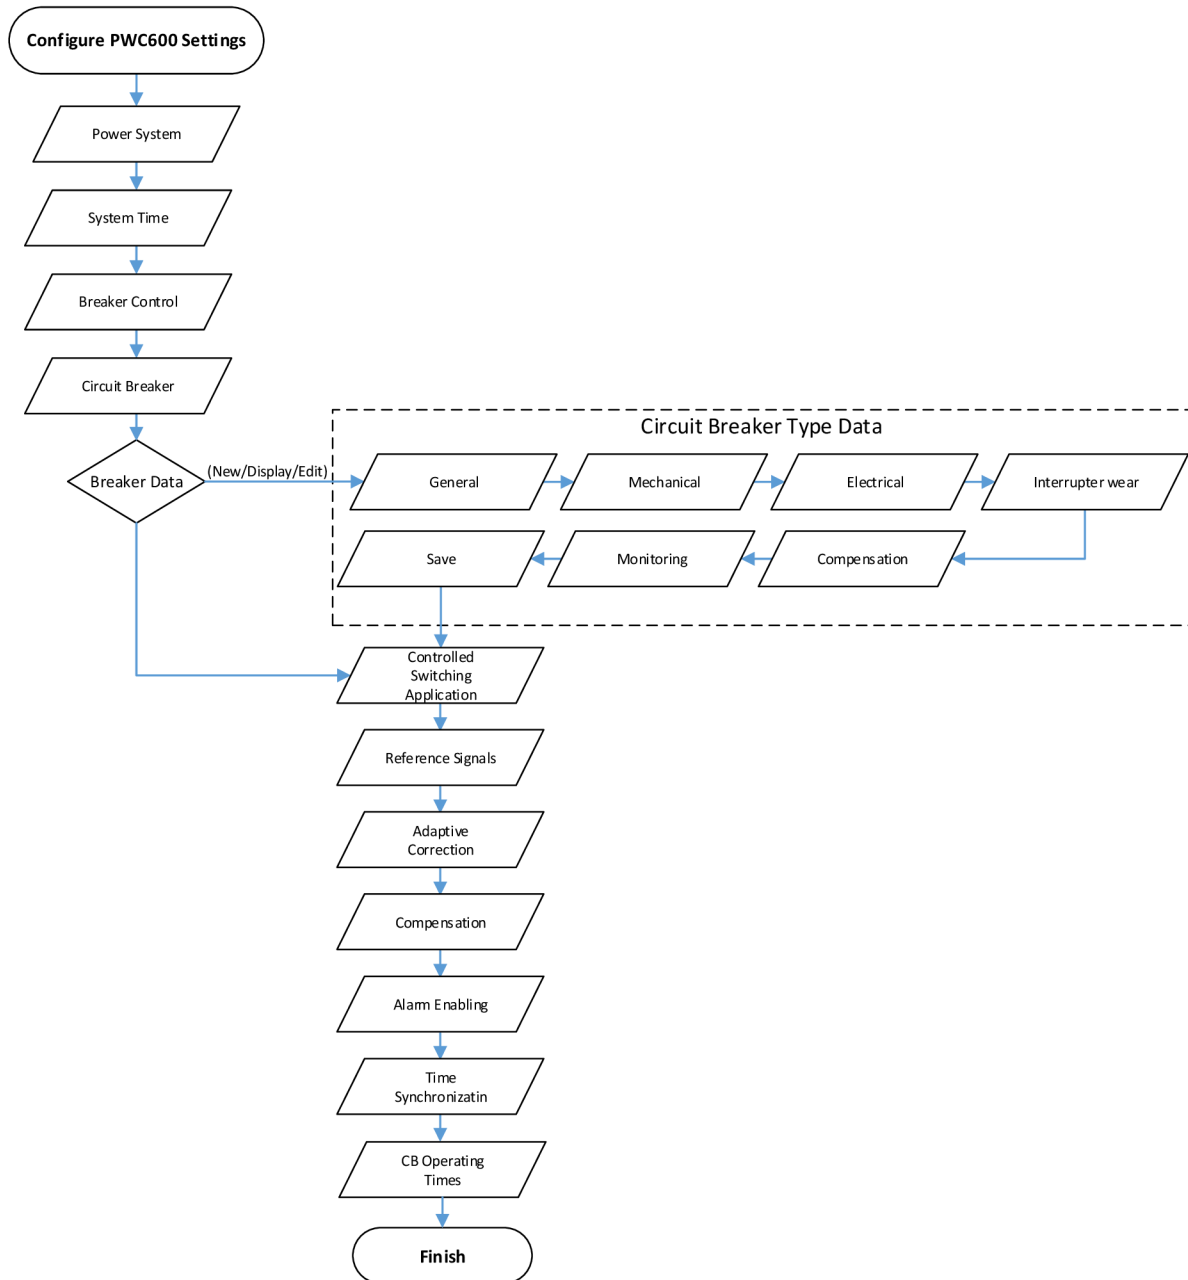 Configure PWC600 Settings
Power System
System Time
Breaker Control
Circuit Breaker
Breaker Data
(New/Display/Edit)
Circuit Breaker Type Data
General
Mechanical
Electrical
Interrupter wear
Save
Monitoring
Compensation
Controlled
Switching
Application
Reference Signals
Adaptive
Correction
Compensation
Alarm Enabling
Time
Synchronizatin
CB Operating
Times
Finish